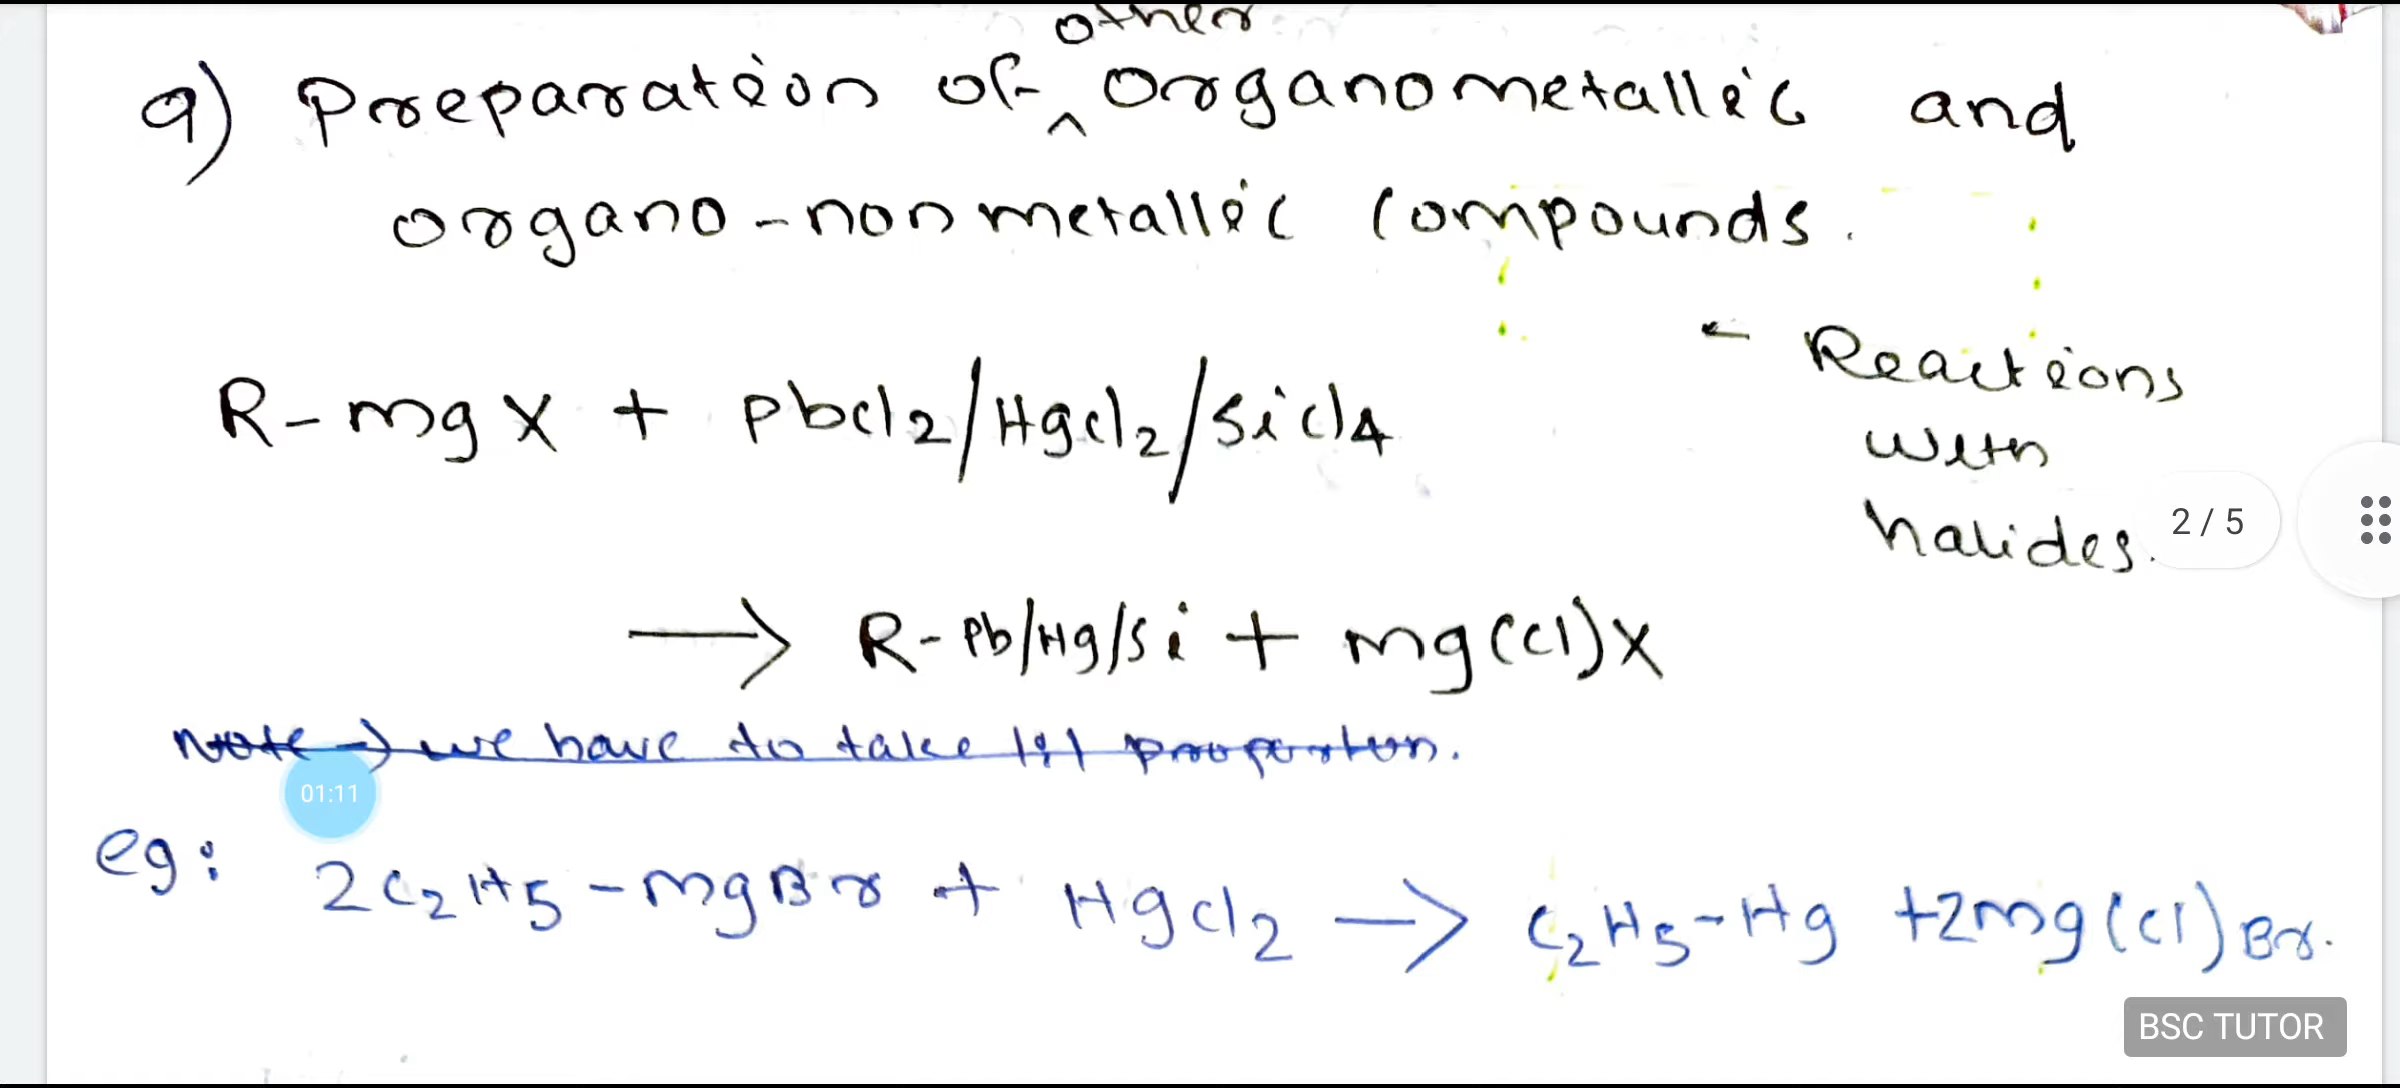 other
9) Preparation of ^ Organometallic and
organo-nonmetallic compounds.
- Reactions
with
halides.
R-mgX + Pbcl2/Hgcl2/Sicl4
2 / 5
→ R-Pb/Hg/Si + mg(cl)X
Note → we have to take 1:1 proportion.
01:11
eg: 2C2H5-mgBr + Hgcl2 → C2H5-Hg +2mg(cl)Br.
BSC TUTOR